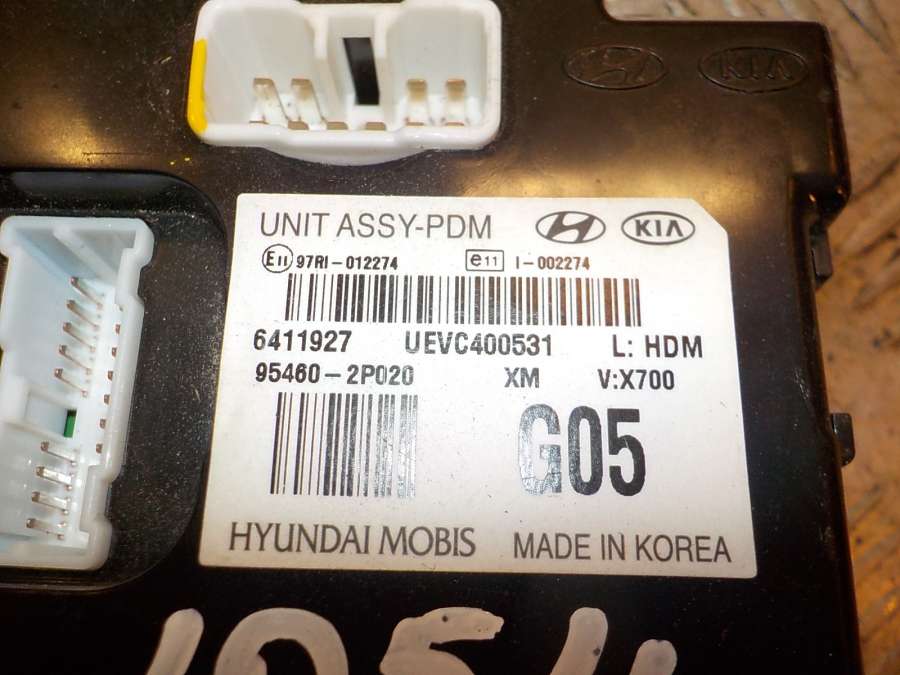 KIA
UNIT ASSY-PDM KIA
E11 97RI-012274 e11 I-002274
6411927 UEVC400531 L: HDM
95460-2P020 XM V:X700
G05
HYUNDAI MOBIS MADE IN KOREA